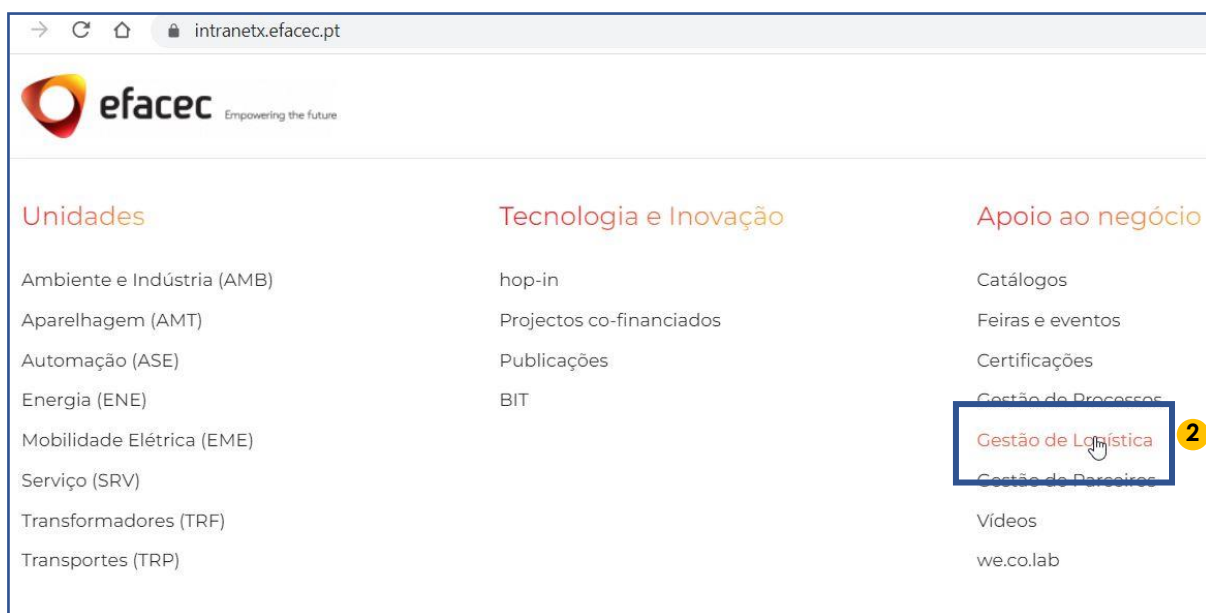 intranetx.efacec.pt
efacec Empowering the future
Unidades
Ambiente e Indústria (AMB)
Aparelhagem (AMT)
Automação (ASE)
Energia (ENE)
Mobilidade Elétrica (EME)
Serviço (SRV)
Transformadores (TRF)
Transportes (TRP)
Tecnologia e Inovação
hop-in
Projectos co-financiados
Publicações
BIT
Apoio ao negócio
Catálogos
Feiras e eventos
Certificações
Gestão de Processos
Gestão de Logística
2
Gestão de Parceiros
Vídeos
we.co.lab